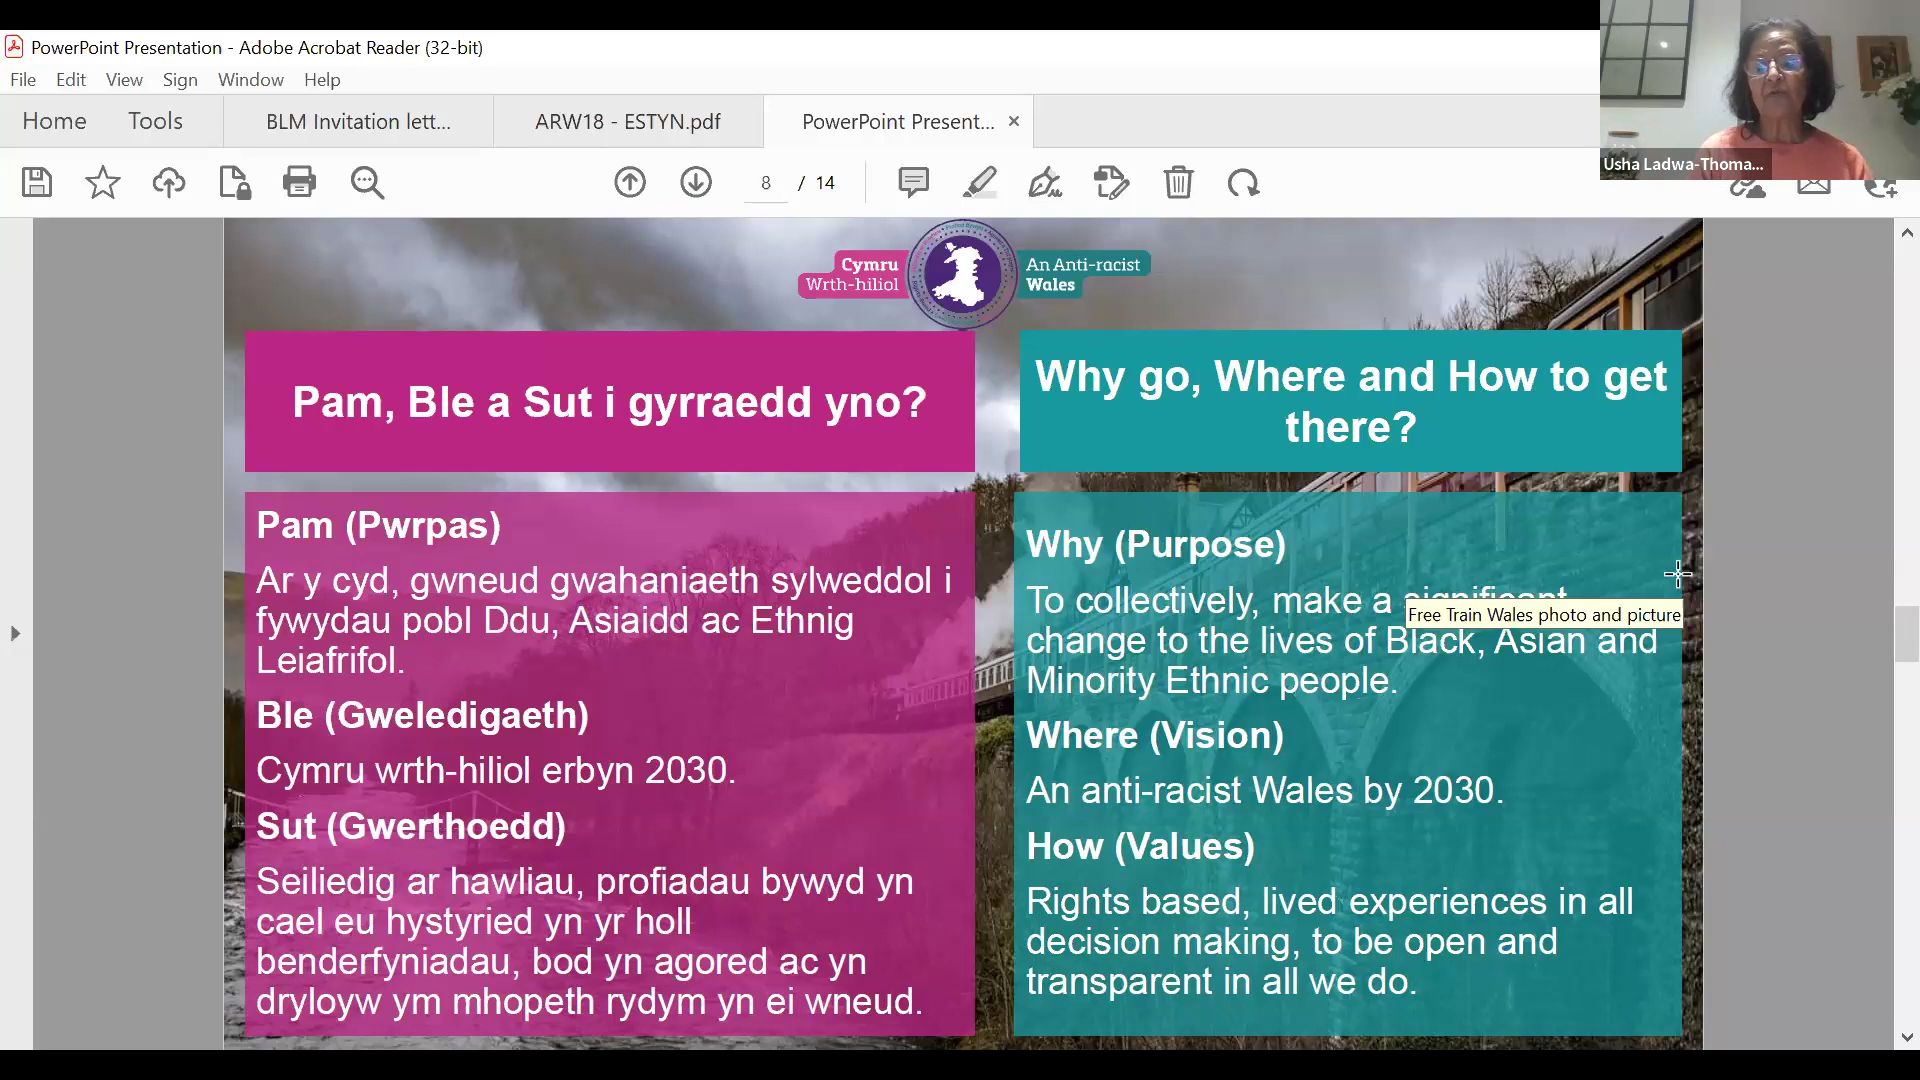 PowerPoint Presentation - Adobe Acrobat Reader (32-bit)
File Edit View Sign Window Help
Home Tools BLM Invitation lett... ARW18 - ESTYN.pdf PowerPoint Present... ×
8 / 14
Usha Ladwa-Thoma...
Cymru
Wrth-hiliol
An Anti-racist
Wales
Pam, Ble a Sut i gyrraedd yno?
Pam (Pwrpas)
Ar y cyd, gwneud gwahaniaeth sylweddol i
fywydau pobl Ddu, Asiaidd ac Ethnig
Leiafrifol.
Ble (Gweledigaeth)
Cymru wrth-hiliol erbyn 2030.
Sut (Gwerthoedd)
Seiliedig ar hawliau, profiadau bywyd yn
cael eu hystyried yn yr holl
benderfyniadau, bod yn agored ac yn
dryloyw ym mhopeth rydym yn ei wneud.
Why go, Where and How to get
there?
Why (Purpose)
To collectively, make a significant
Free Train Wales photo and picture
change to the lives of Black, Asian and
Minority Ethnic people.
Where (Vision)
An anti-racist Wales by 2030.
How (Values)
Rights based, lived experiences in all
decision making, to be open and
transparent in all we do.